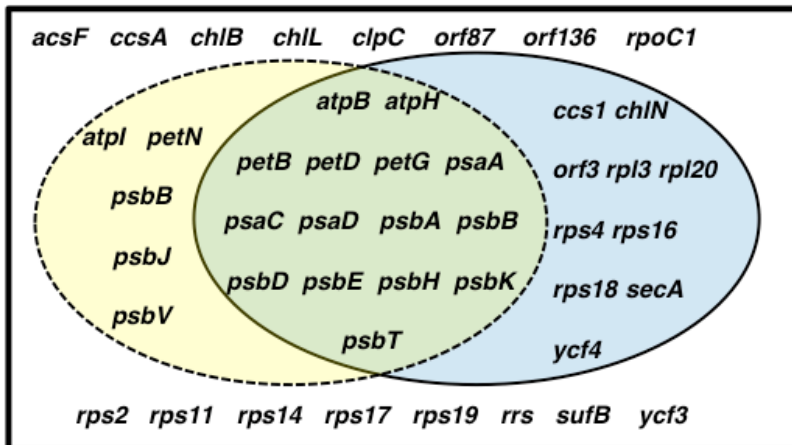 acsF ccsA chlB chlL clpC orf87 orf136 rpoC1
atpB atpH
ccs1 chlN
atpI petN
petB petD petG psaA
orf3 rpl3 rpl20
psbB
psaC psaD psbA psbB
rps4 rps16
psbJ
psbD psbE psbH psbK
rps18 secA
psbV
psbT
ycf4
rps2 rps11 rps14 rps17 rps19 rrs sufB ycf3